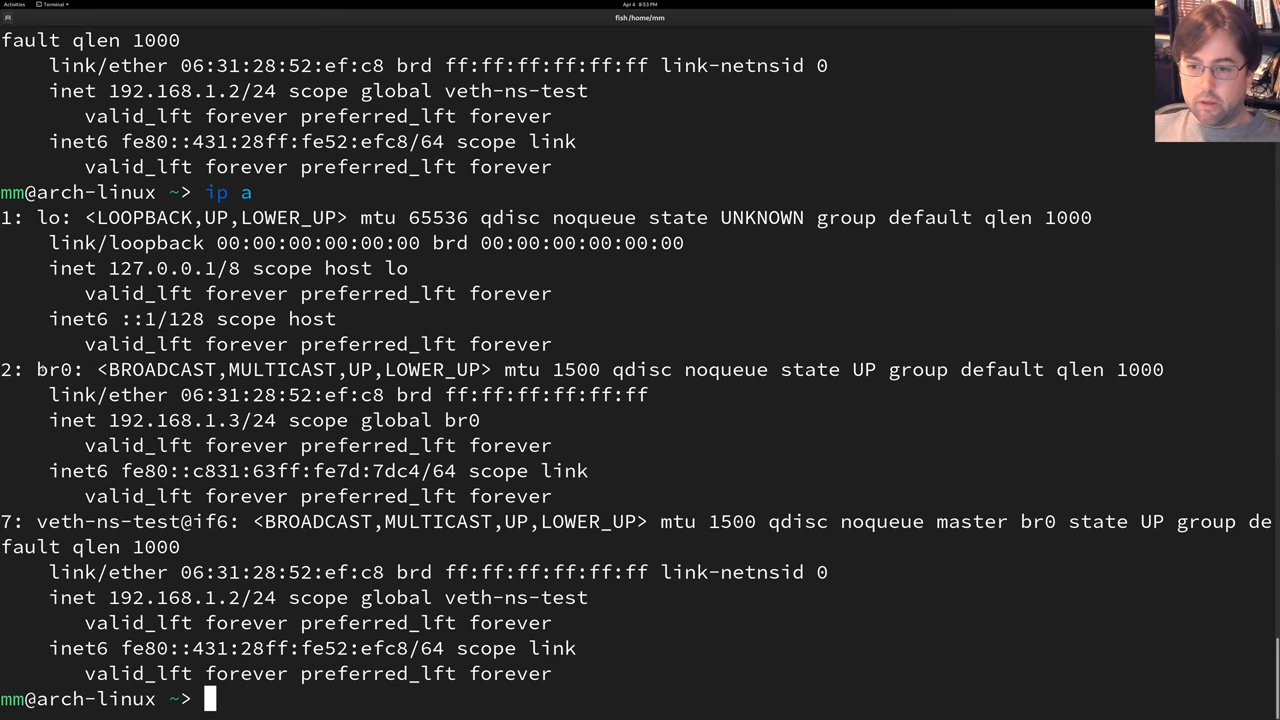 Activities
Terminal
Apr 4 8:53 PM
fish /home/mm
fault qlen 1000
link/ether 06:31:28:52:ef:c8 brd ff:ff:ff:ff:ff:ff link-netnsid 0
inet 192.168.1.2/24 scope global veth-ns-test
valid_lft forever preferred_lft forever
inet6 fe80::431:28ff:fe52:efc8/64 scope link
valid_lft forever preferred_lft forever
mm@arch-linux ~> ip a
1: lo: <LOOPBACK,UP,LOWER_UP> mtu 65536 qdisc noqueue state UNKNOWN group default qlen 1000
link/loopback 00:00:00:00:00:00 brd 00:00:00:00:00:00
inet 127.0.0.1/8 scope host lo
valid_lft forever preferred_lft forever
inet6 ::1/128 scope host
valid_lft forever preferred_lft forever
2: br0: <BROADCAST,MULTICAST,UP,LOWER_UP> mtu 1500 qdisc noqueue state UP group default qlen 1000
link/ether 06:31:28:52:ef:c8 brd ff:ff:ff:ff:ff:ff
inet 192.168.1.3/24 scope global br0
valid_lft forever preferred_lft forever
inet6 fe80::c831:63ff:fe7d:7dc4/64 scope link
valid_lft forever preferred_lft forever
7: veth-ns-test@if6: <BROADCAST,MULTICAST,UP,LOWER_UP> mtu 1500 qdisc noqueue master br0 state UP group de
fault qlen 1000
link/ether 06:31:28:52:ef:c8 brd ff:ff:ff:ff:ff:ff link-netnsid 0
inet 192.168.1.2/24 scope global veth-ns-test
valid_lft forever preferred_lft forever
inet6 fe80::431:28ff:fe52:efc8/64 scope link
valid_lft forever preferred_lft forever
mm@arch-linux ~>